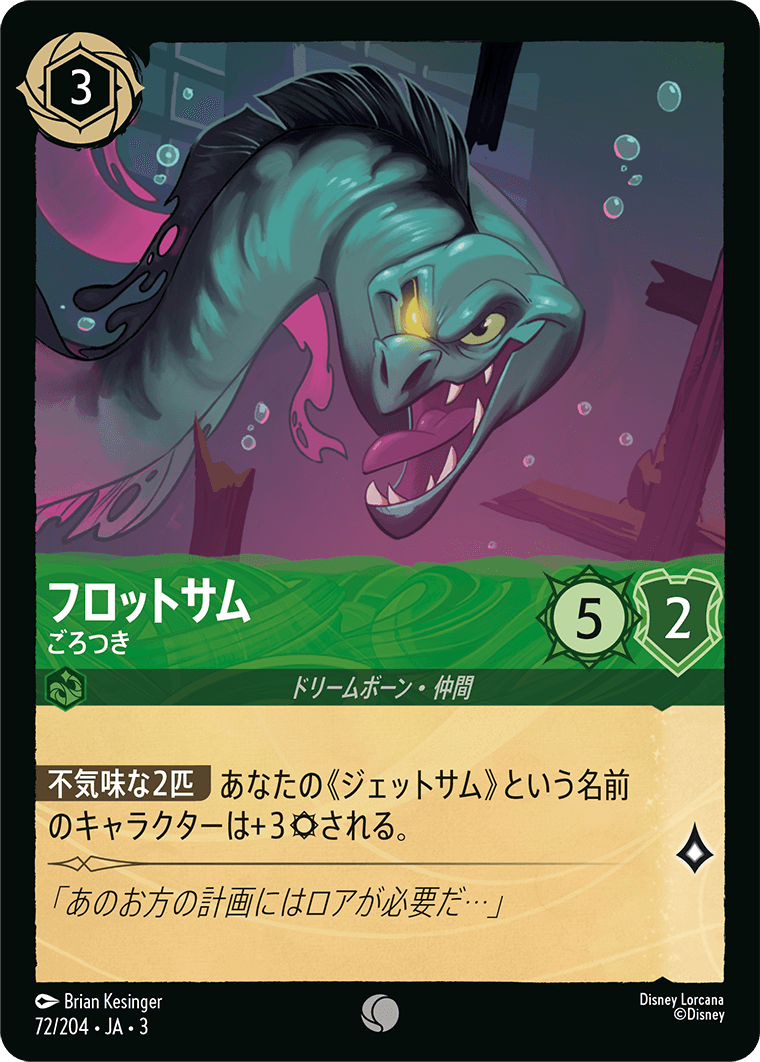 3
フロットサム
ごろつき
5
2
ドリームボーン・仲間
不気味な2匹 あなたの《ジェットサム》という名前
のキャラクターは+3される。
「あのお方の計画にはロアが必要だ…」
Brian Kesinger
72/204・JA・3
Disney Lorcana
©Disney